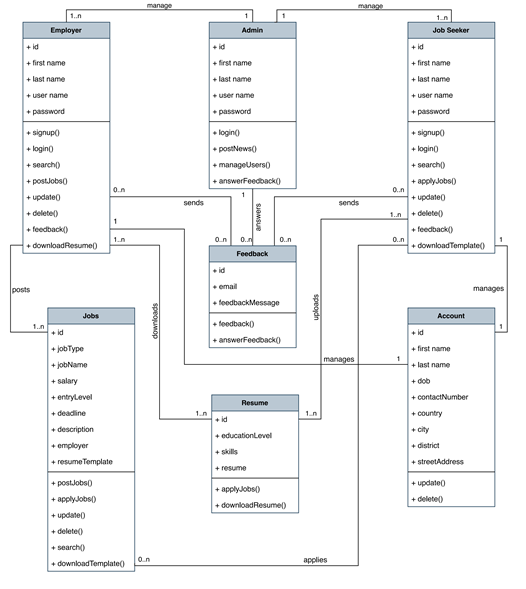 manage
manage
1..n
1
1
1..n
Employer
+ id
+ first name
+ last name
+ user name
+ password
+ signup()
+ login()
+ search()
+ postJobs()
+ update()
+ delete()
+ feedback()
+ downloadResume()
Admin
+ id
+ first name
+ last name
+ user name
+ password
+ login()
+ postNews()
+ manageUsers()
+ answerFeedback()
Job Seeker
+ id
+ first name
+ last name
+ user name
+ password
+ signup()
+ login()
+ search()
+ applyJobs()
+ update()
+ delete()
+ feedback()
+ downloadTemplate()
0..n
sends
1
answers
0..n
sends
1
1..n
1..n
0..n
1
0..n
0..n
0..n
Feedback
+ id
+ email
+ feedbackMessage
+ feedback()
+ answerFeedback()
posts
downloads
uploads
manages
1..n
1
Jobs
+ id
+ jobType
+ jobName
+ salary
+ entryLevel
+ deadline
+ description
+ employer
+ resumeTemplate
+ postJobs()
+ applyJobs()
+ update()
+ delete()
+ search()
+ downloadTemplate()
manages
1
Account
+ id
+ first name
+ last name
+ dob
+ contactNumber
+ country
+ city
+ district
+ streetAddress
+ update()
+ delete()
1..n
1..n
Resume
+ id
+ educationLevel
+ skills
+ resume
+ applyJobs()
+ downloadResume()
0..n
applies